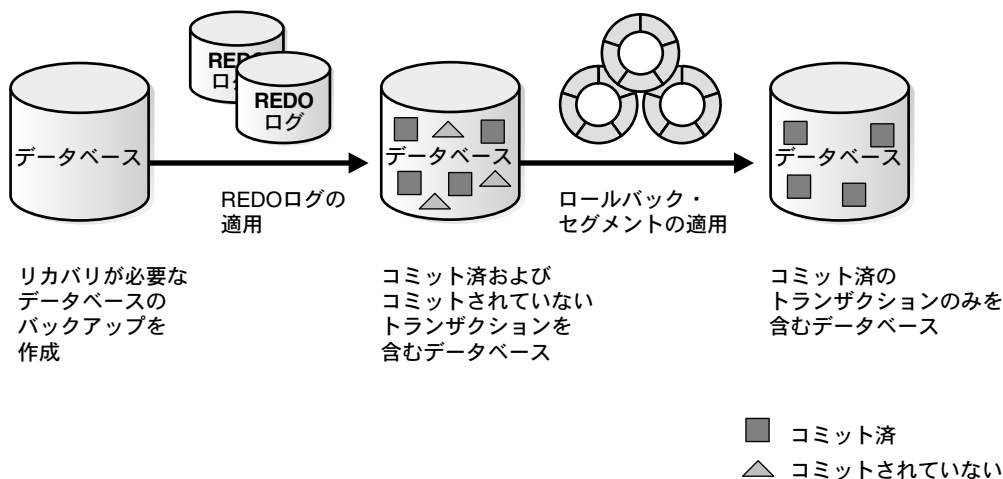 REDO
ログ
REDO
ログ
データベース
データベース
データベース
REDOログの
適用
ロールバック・
セグメントの適用
リカバリが必要な
データベースの
バックアップを
作成
コミット済および
コミットされていない
トランザクションを
含むデータベース
コミット済の
トランザクションのみを
含むデータベース
コミット済
コミットされていない